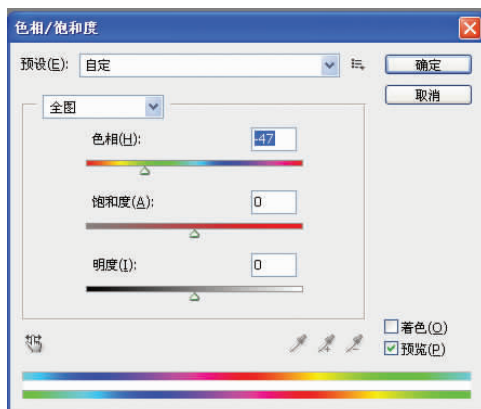 色相/饱和度
预设(E): 自定
确定
取消
全图
色相(H): -47
饱和度(A): 0
明度(I): 0
着色(O)
预览(P)